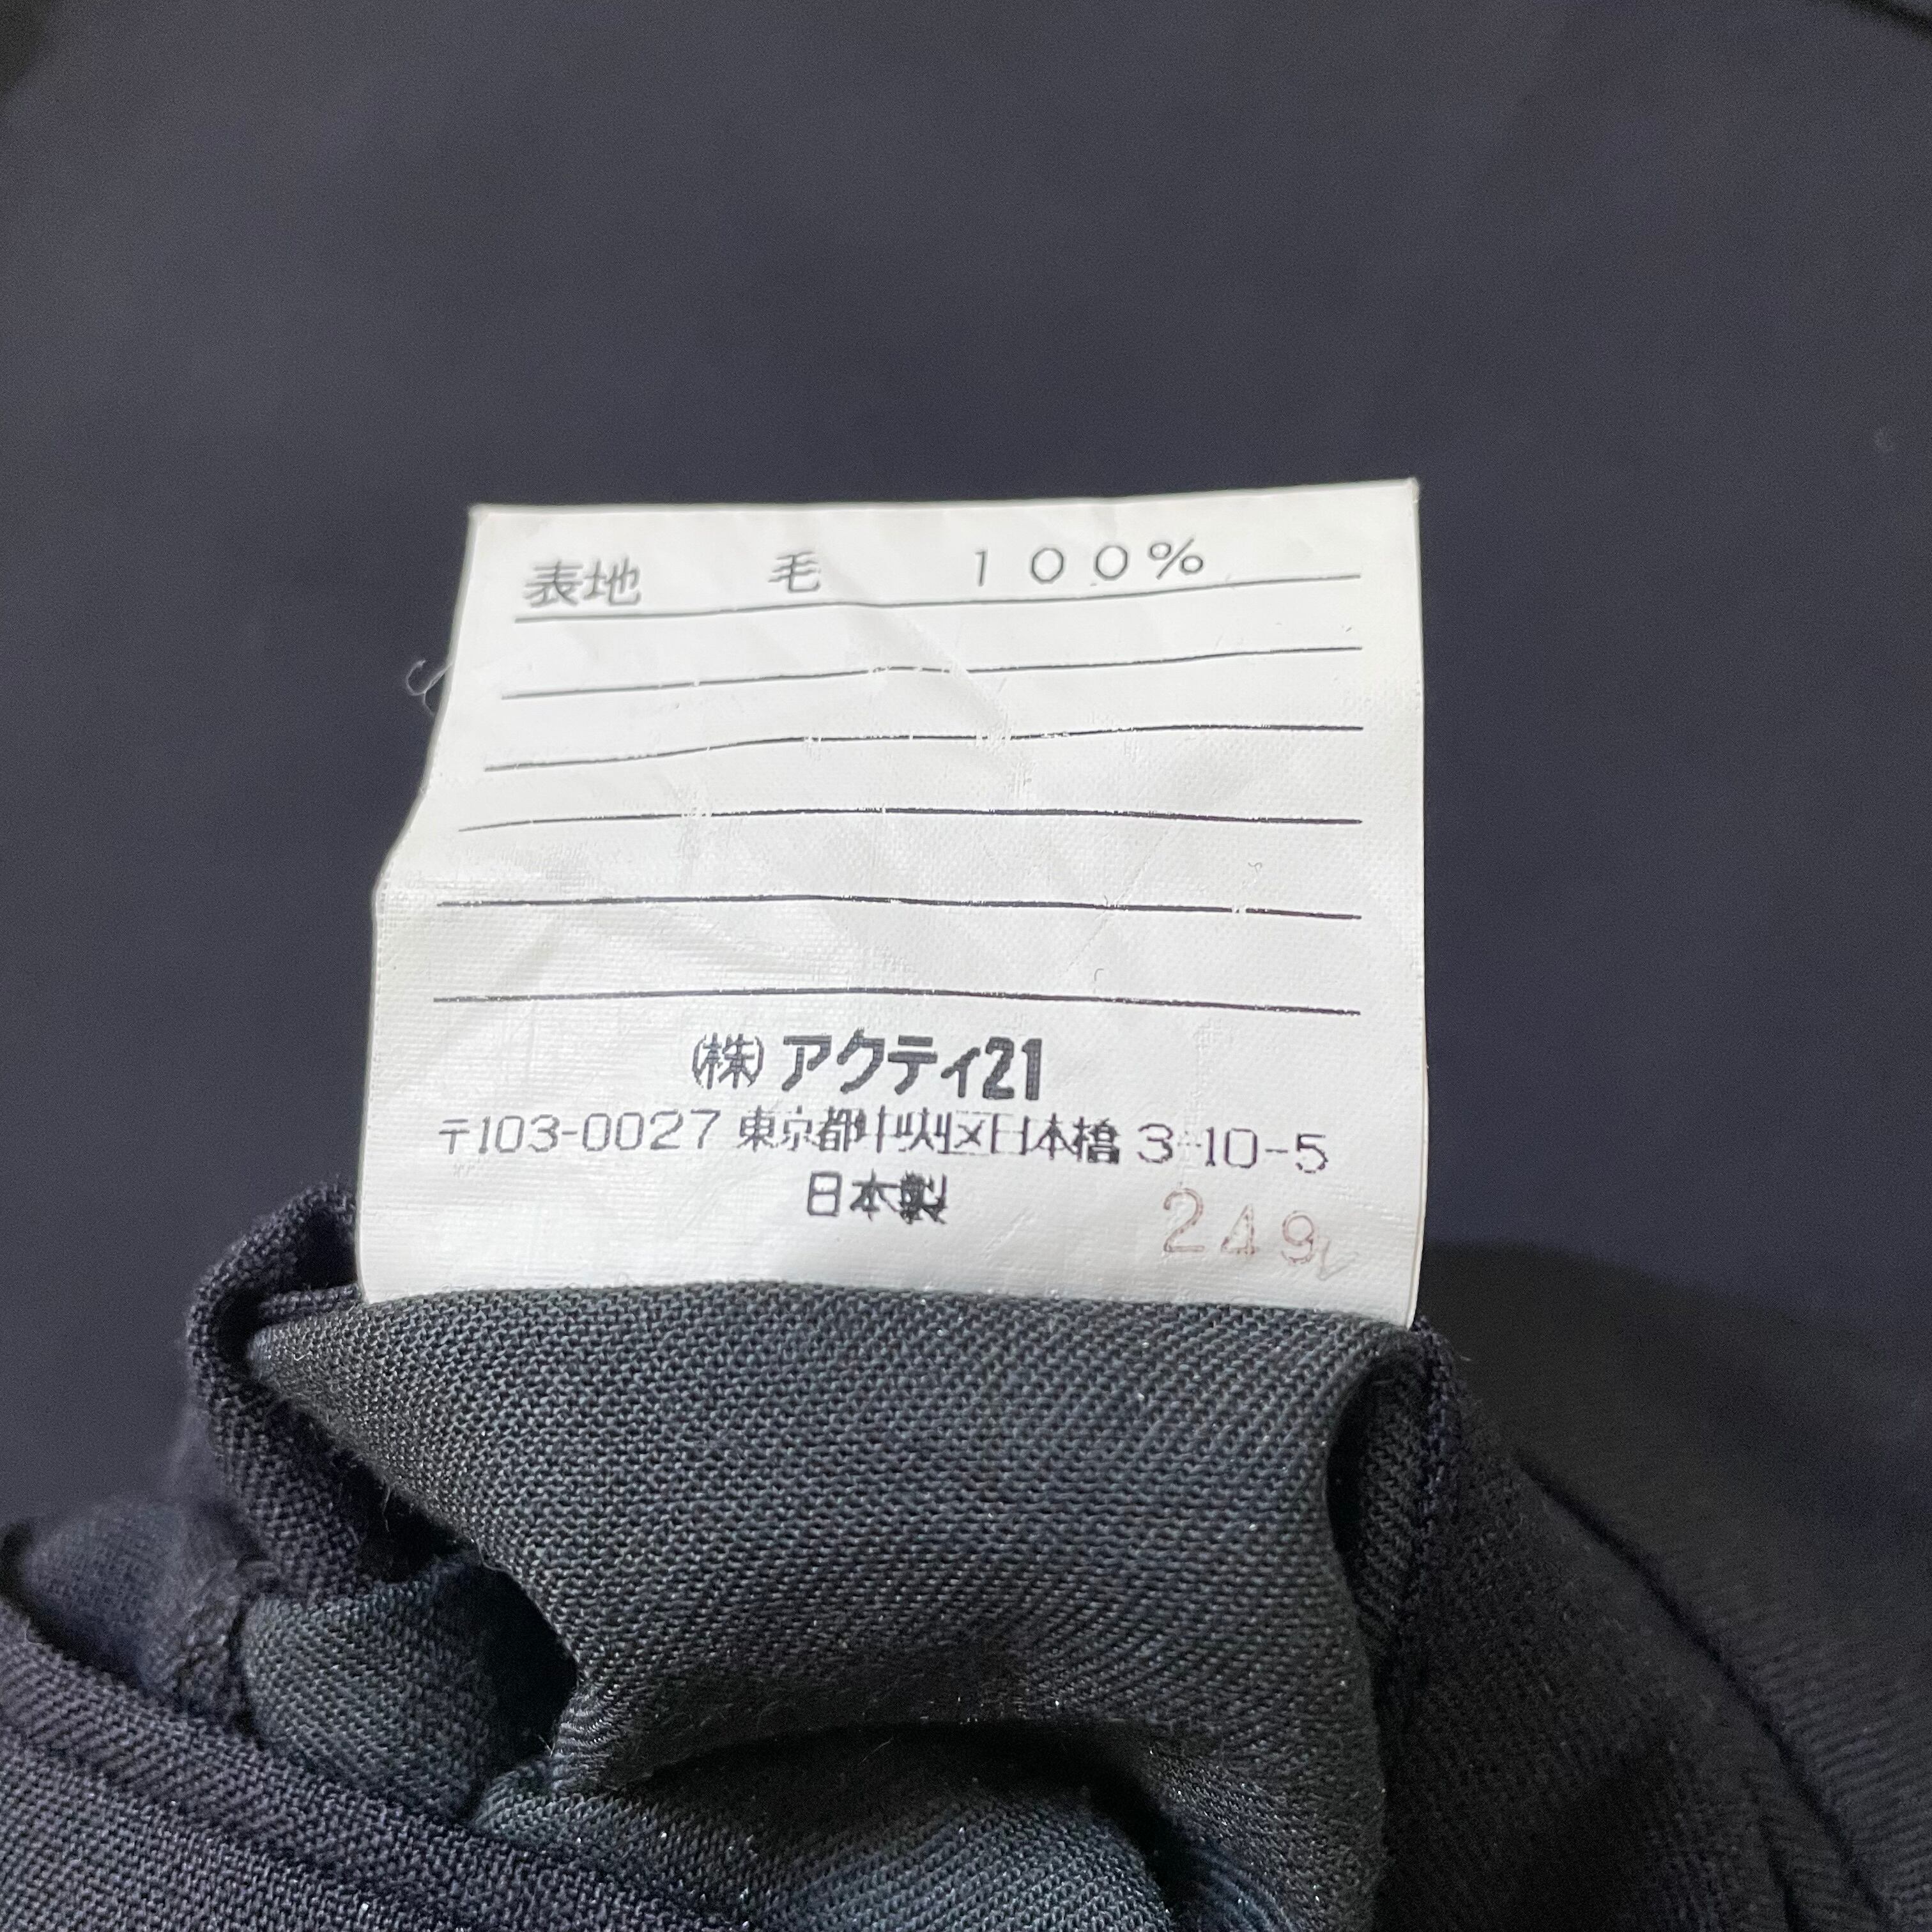 表地 毛 100%
(株)アクティ21
〒103-0027 東京都中央区日本橋 3-10-5
日本製
249